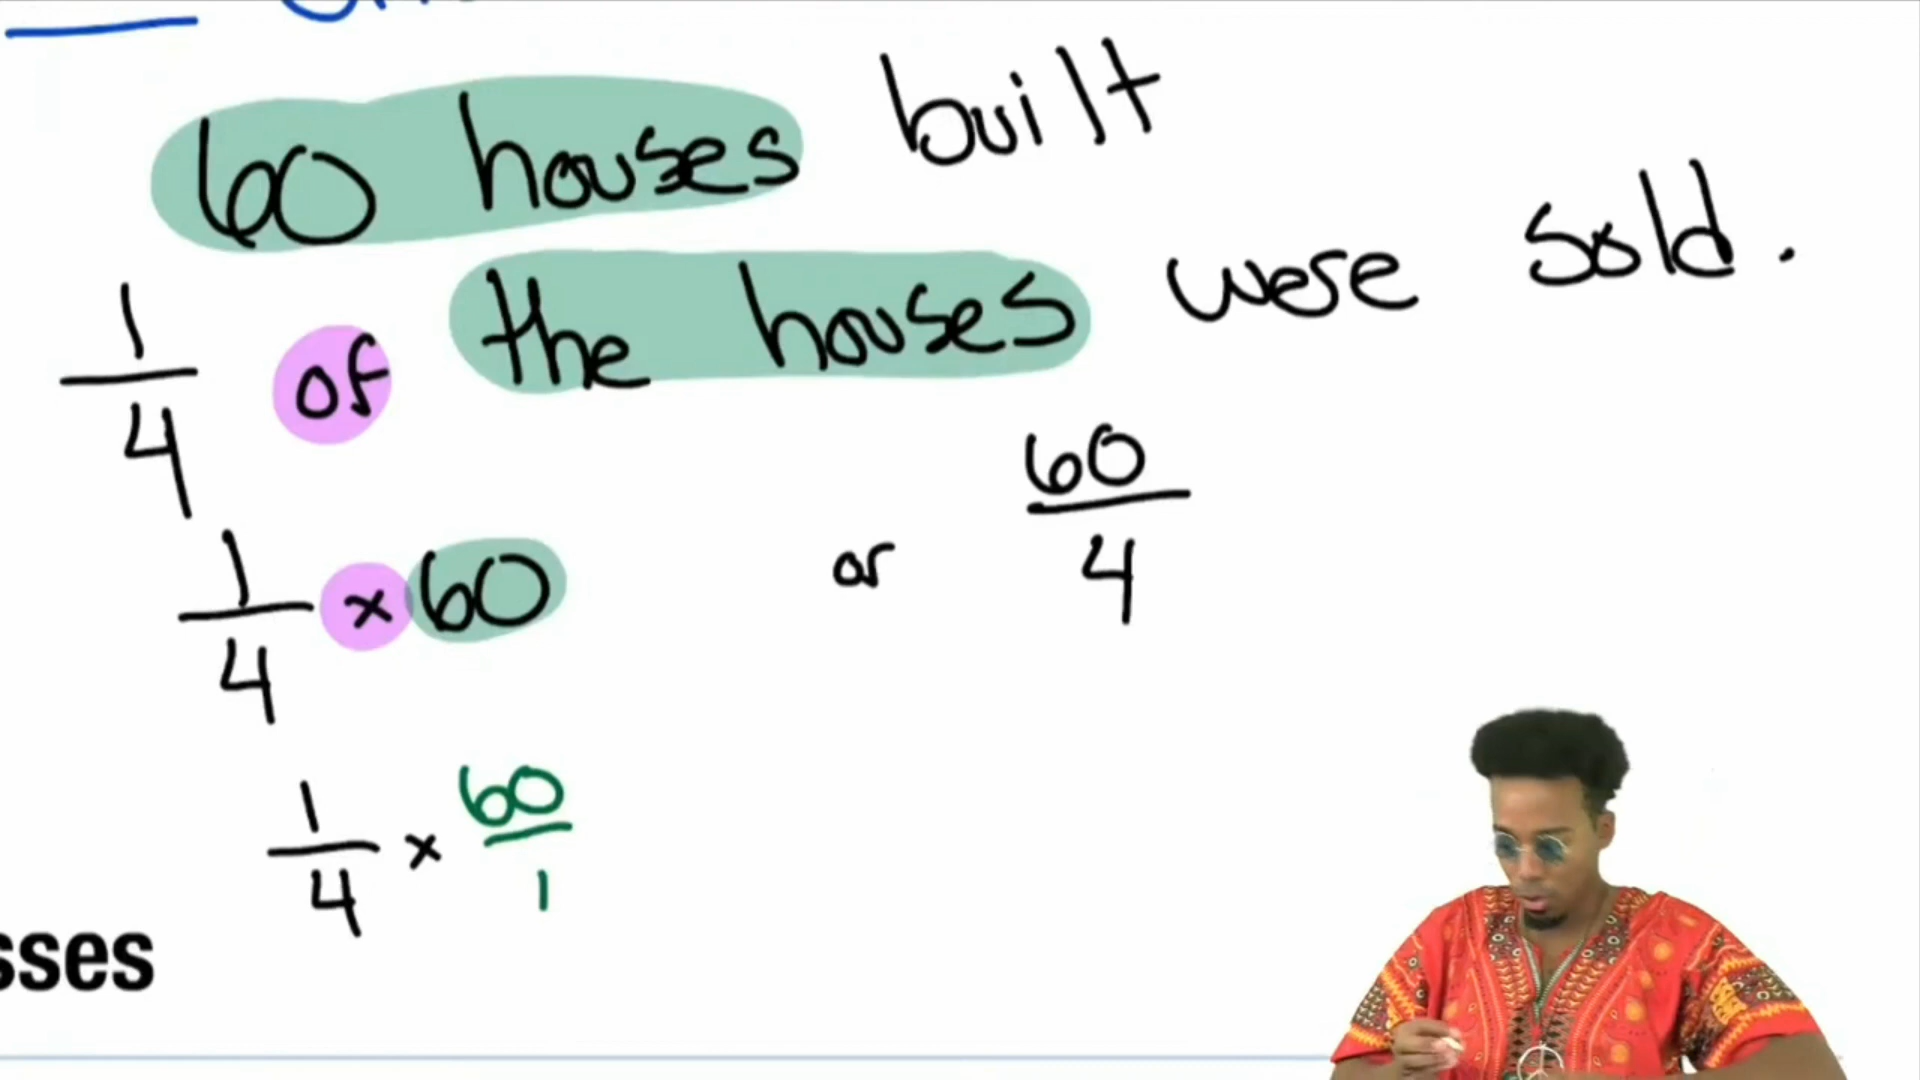 60 houses built
1/4 of the houses were sold.
1/4 × 60 or 60/4
1/4 × 60/1
sses